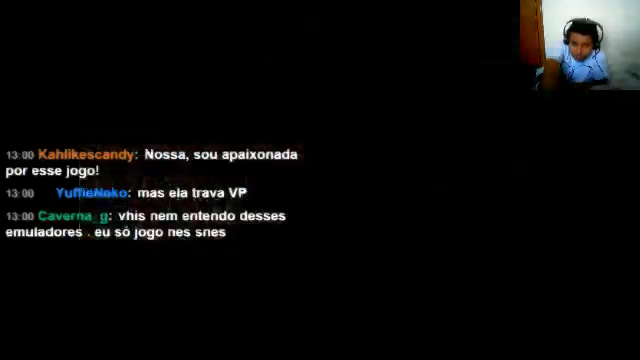 13:00 Kahlikescandy: Nossa, sou apaixonada
por esse jogo!
13:00 YuffieNeko: mas ela trava VP
13:00 Caverna_g: vhis nem entendo desses
emuladores . eu só jogo nes snes